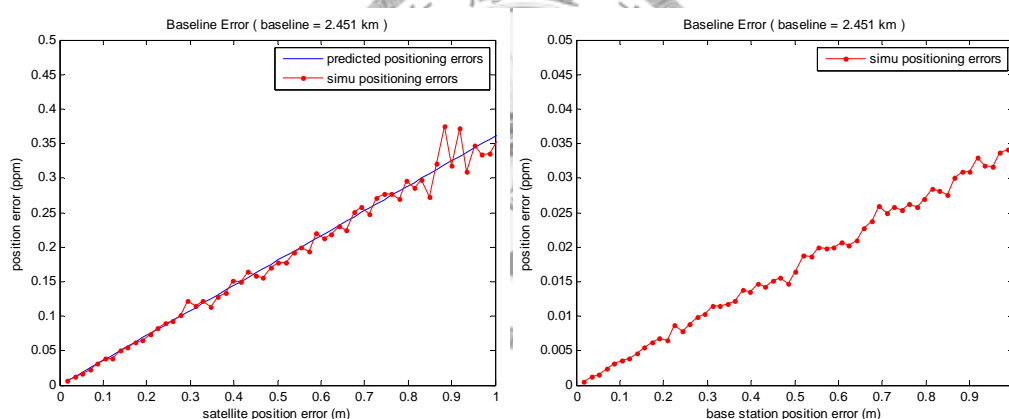 Baseline Error ( baseline = 2.451 km )
predicted positioning errors
simu positioning errors
0.5
0.45
0.4
0.35
0.3
0.25
0.2
0.15
0.1
0.05
0
position error (ppm)
0 0.1 0.2 0.3 0.4 0.5 0.6 0.7 0.8 0.9 1
satellite position error (m)
Baseline Error ( baseline = 2.451 km )
simu positioning errors
0.05
0.045
0.04
0.035
0.03
0.025
0.02
0.015
0.01
0.005
0
position error (ppm)
0 0.1 0.2 0.3 0.4 0.5 0.6 0.7 0.8 0.9
base station position error (m)